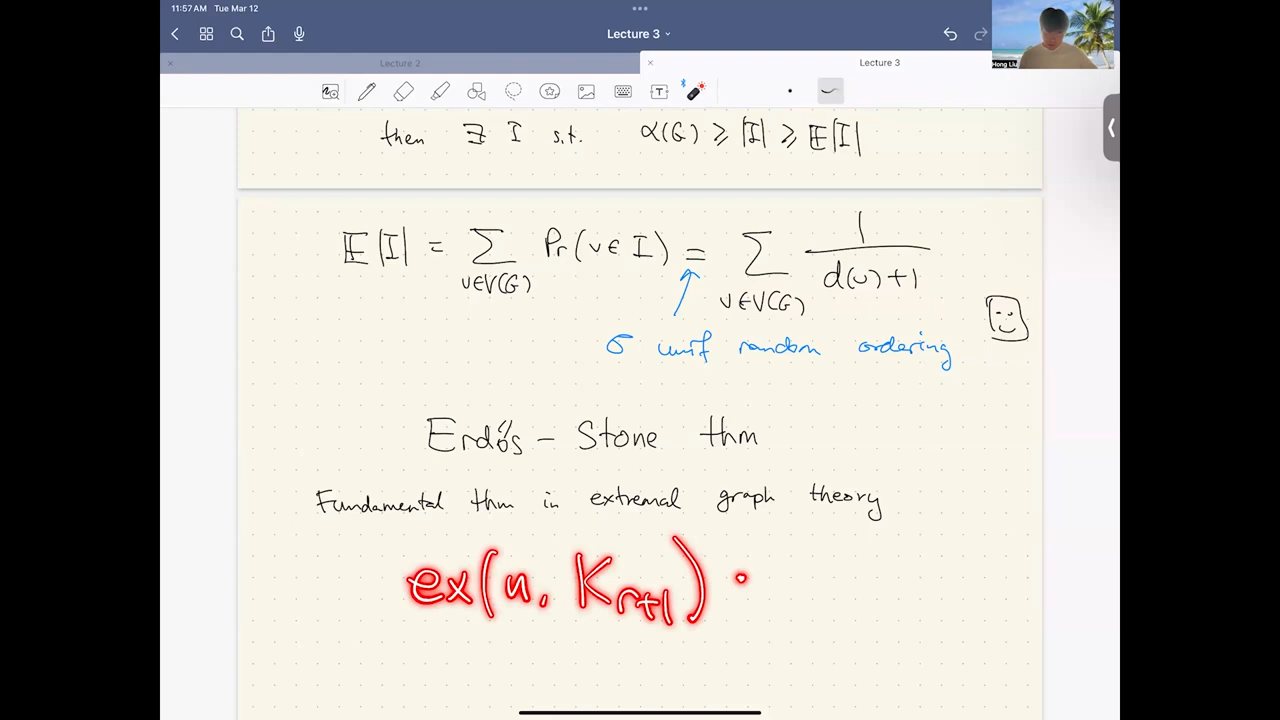 11:57 AM Tue Mar 12
Lecture 3
Hong Liu
Lecture 2
Lecture 3
then ∃ I s.t. α(G) ≥ |I| ≥ 𝔼|I|
𝔼|I| = ∑_{v∈V(G)} Pr(v∈I) = ∑_{v∈V(G)} 1/(d(v)+1)
σ unif random ordering
Erdős – Stone thm
Fundamental thm in extremal graph theory
ex(n, K_{r+1})